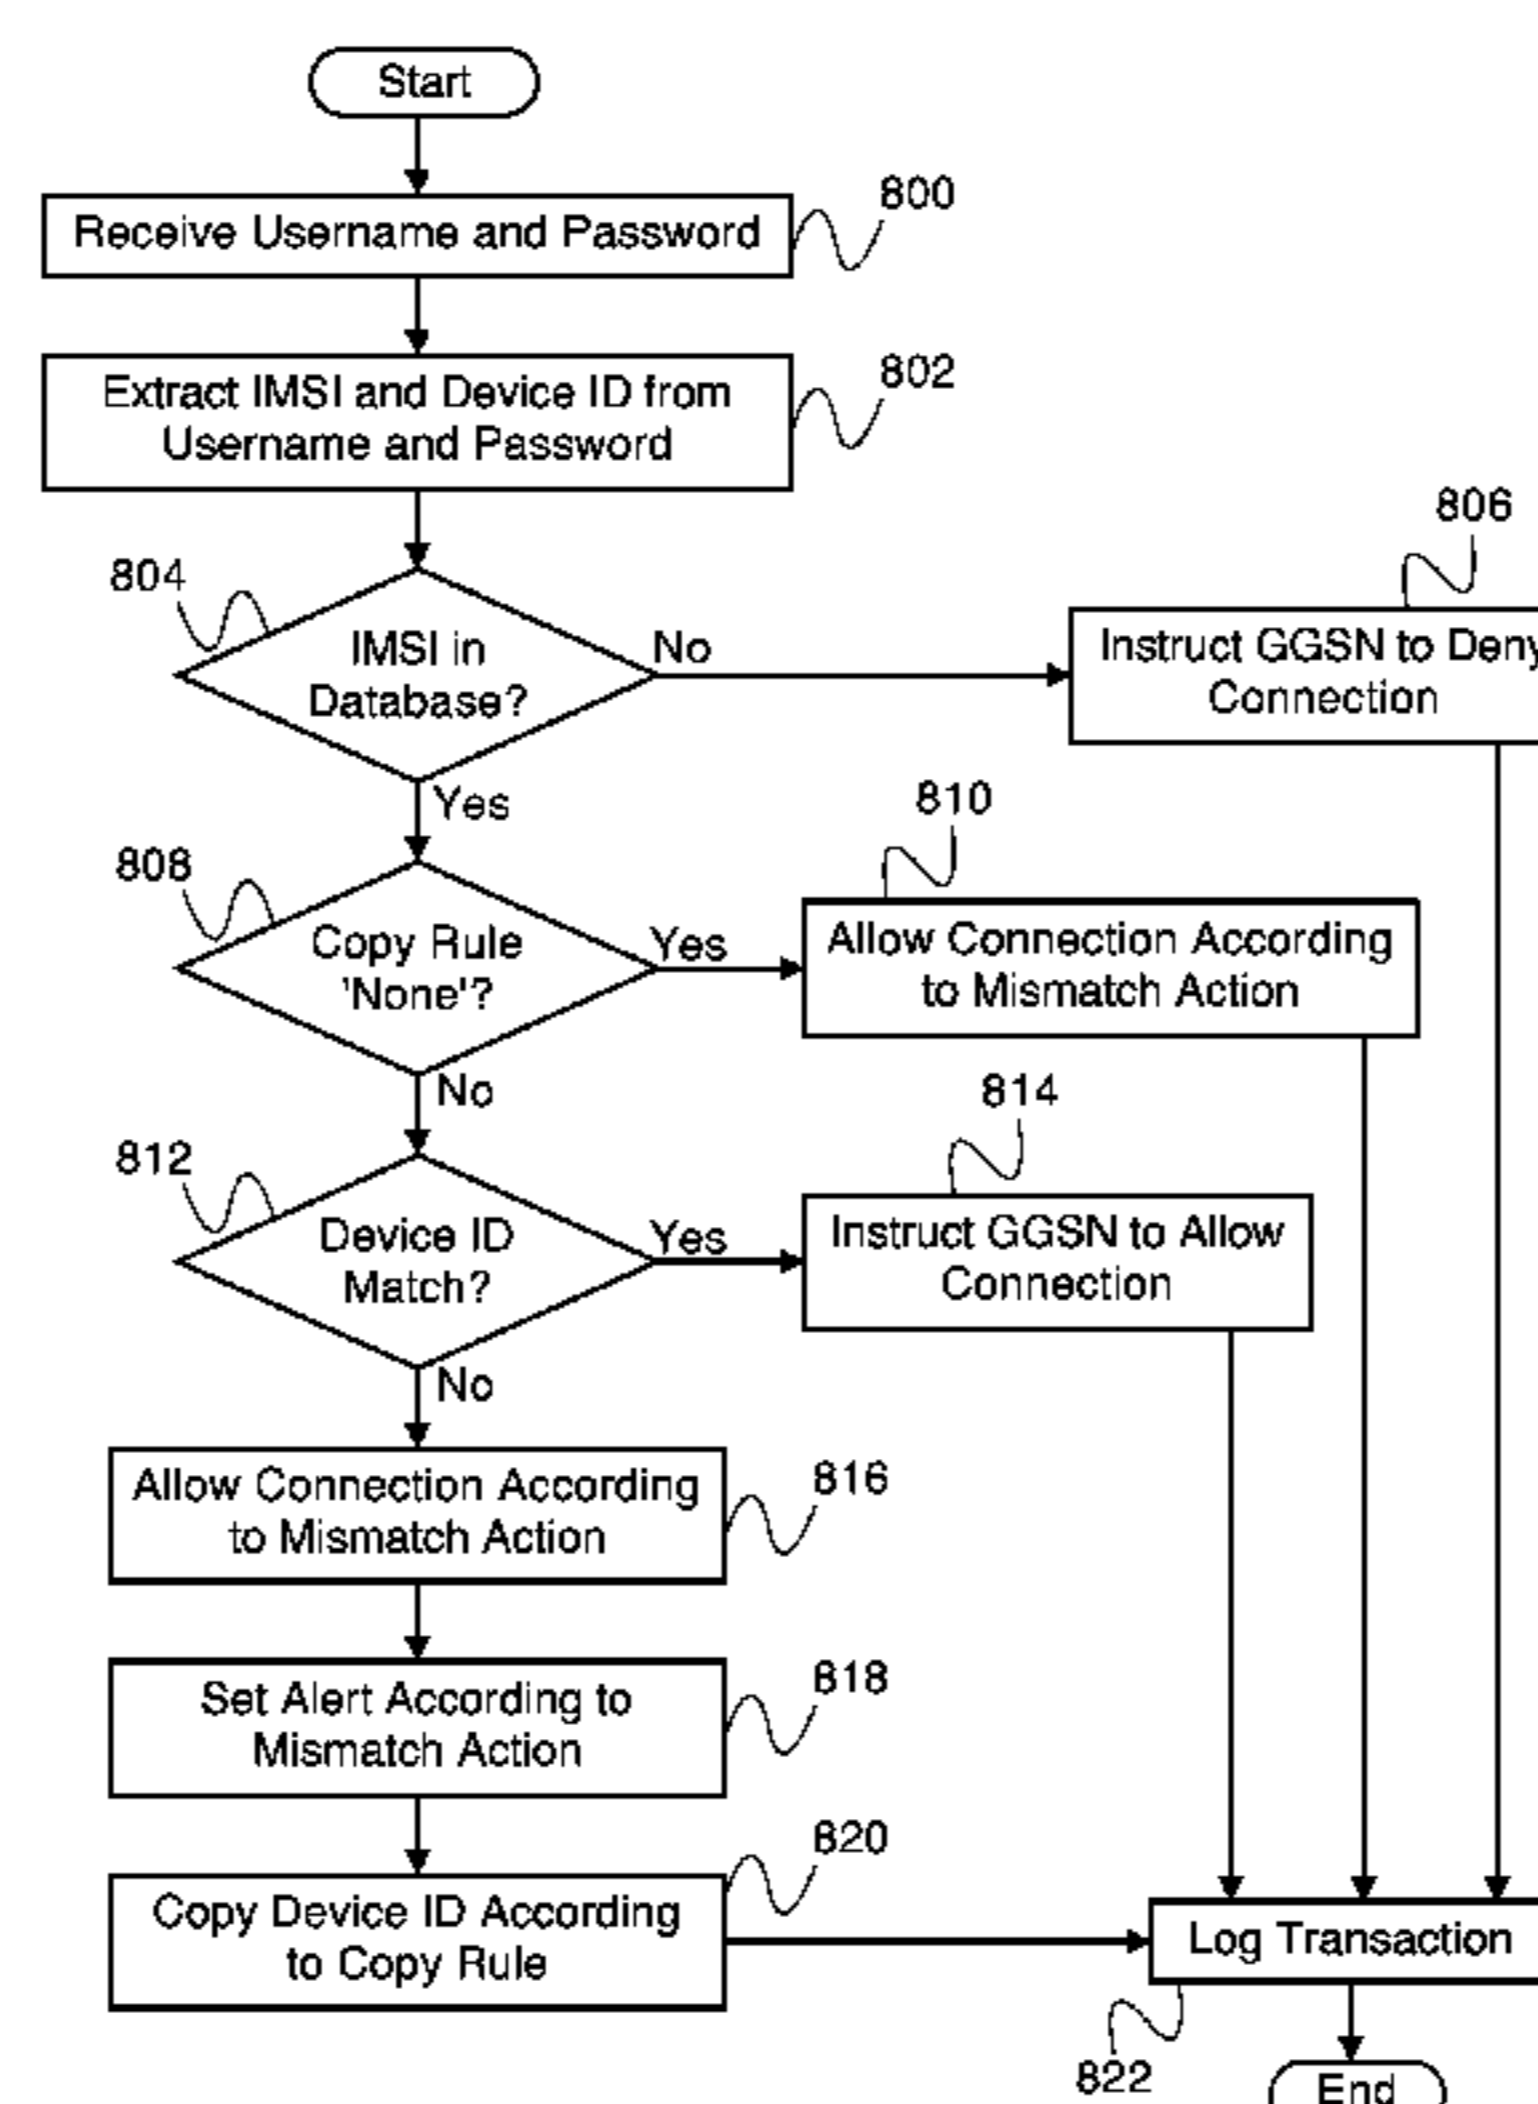 Start
800
Receive Username and Password
802
Extract IMSI and Device ID from
Username and Password
806
804
IMSI in
Database?
No
Instruct GGSN to Deny
Connection
Yes
810
808
Copy Rule
'None'?
Yes
Allow Connection According
to Mismatch Action
No
814
812
Device ID
Match?
Yes
Instruct GGSN to Allow
Connection
No
816
Allow Connection According
to Mismatch Action
818
Set Alert According to
Mismatch Action
820
Copy Device ID According
to Copy Rule
Log Transaction
822
End